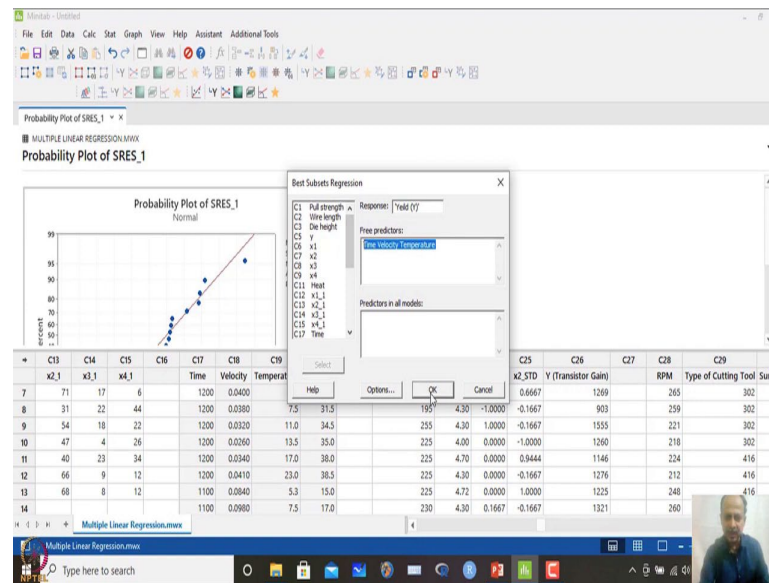 Minitab - Untitled
File Edit Data Calc Stat Graph View Help Assistant Additional Tools
Probability Plot of SRES_1
MULTIPLE LINEAR REGRESSION.MWX
Probability Plot of SRES_1
Probability Plot of SRES_1
Normal
99
95
90
80
70
60
50
Best Subsets Regression
C1 Pull strength
C2 Wire length
C3 Die height
C5 y
C6 x1
C7 x2
C8 x3
C9 x4
C11 Heat
C12 x1_1
C13 x2_1
C14 x3_1
C15 x4_1
C17 Time
Response: 'Yeild (Y)'
Free predictors:
Time Velocity Temperature
Predictors in all models:
Select
Help Options... OK Cancel
C13 C14 C15 C16 C17 C18 C19 C25 C26 C27 C28 C29
x2_1 x3_1 x4_1 Time Velocity Temperat x2_STD Y (Transistor Gain) RPM Type of Cutting Tool Sur
7 71 17 6 1200 0.0400 0.6667 1269 265 302
8 31 22 44 1200 0.0380 7.5 31.5 195 4.30 -1.0000 -0.1667 903 259 302
9 54 18 22 1200 0.0320 11.0 34.5 255 4.30 1.0000 -0.1667 1555 221 302
10 47 4 26 1200 0.0260 13.5 35.0 225 4.00 0.0000 -1.0000 1260 218 302
11 40 23 34 1200 0.0340 17.0 38.0 225 4.70 0.0000 0.9444 1146 224 416
12 66 9 12 1200 0.0410 23.0 38.5 225 4.30 0.0000 -0.1667 1276 212 416
13 68 8 12 1100 0.0840 5.3 15.0 225 4.72 0.0000 1.0000 1225 248 416
14 1100 0.0980 7.5 17.0 230 4.30 0.1667 -0.1667 1321 260
Multiple Linear Regression.mwx
Multiple Linear Regression.mwx
Type here to search
NPTEL